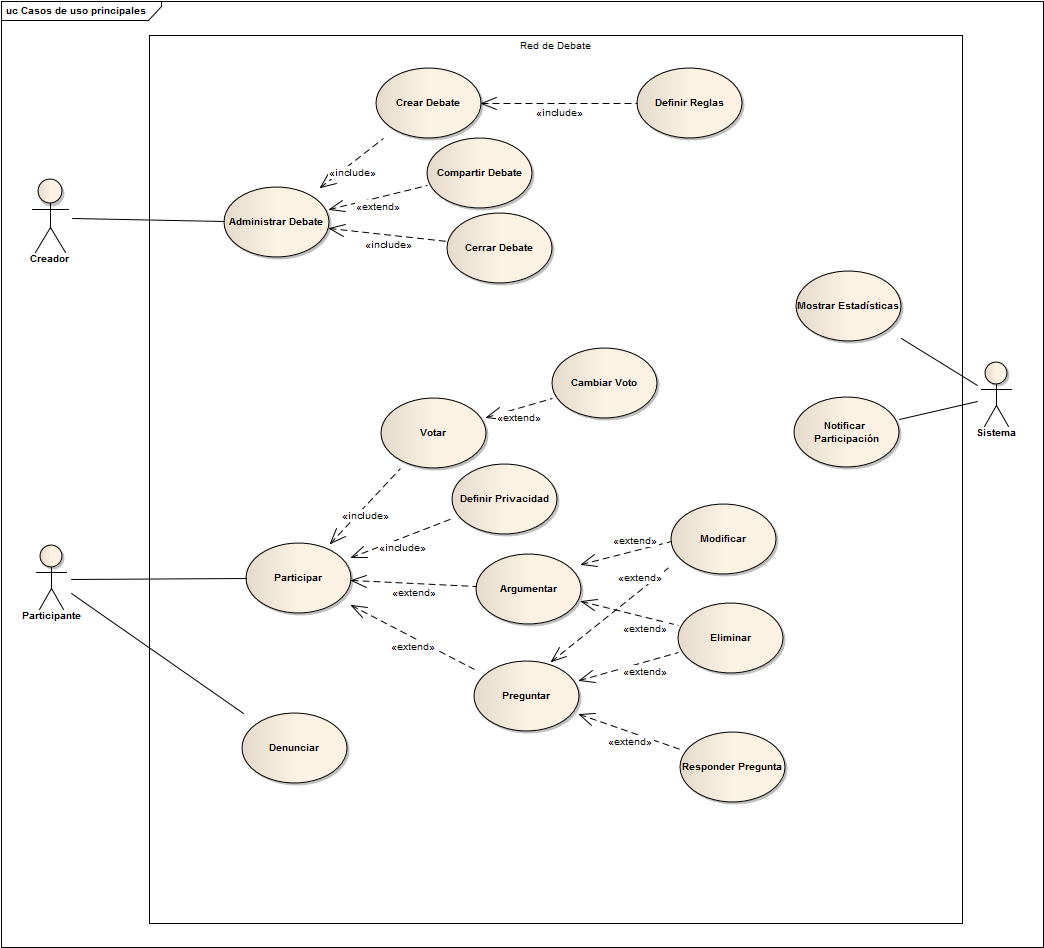 uc Casos de uso principales
Red de Debate
Crear Debate
Definir Reglas
«include»
«include»
Compartir Debate
Administrar Debate
«extend»
Cerrar Debate
«include»
Creador
Mostrar Estadísticas
Cambiar Voto
«extend»
Votar
Notificar
Participación
Sistema
Definir Privacidad
«include»
«include»
Modificar
«extend»
«extend»
Participar
Argumentar
«extend»
Participante
«extend»
Eliminar
«extend»
«extend»
Preguntar
«extend»
Denunciar
Responder Pregunta